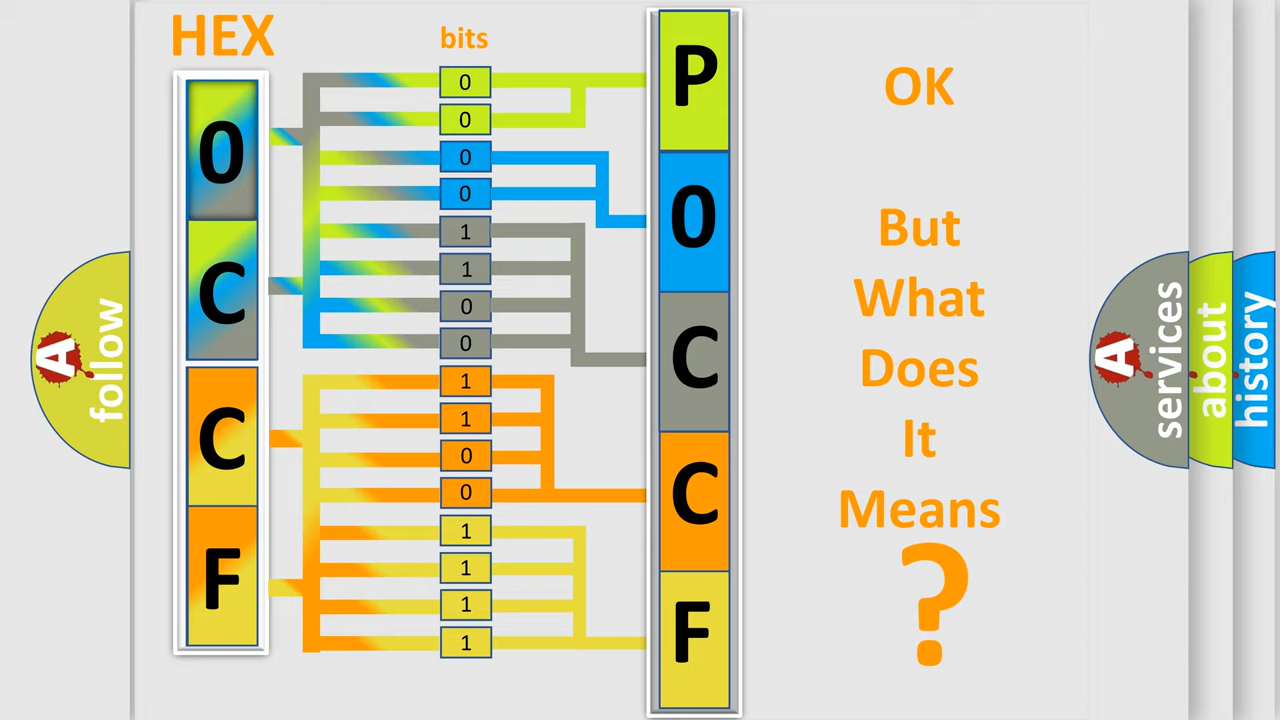 HEX
bits
0
C
C
F
0
0
0
0
1
1
0
0
1
1
0
0
1
1
1
1
P
0
C
C
F
OK
But
What
Does
It
Means
?
A
follow
A
services
about
history